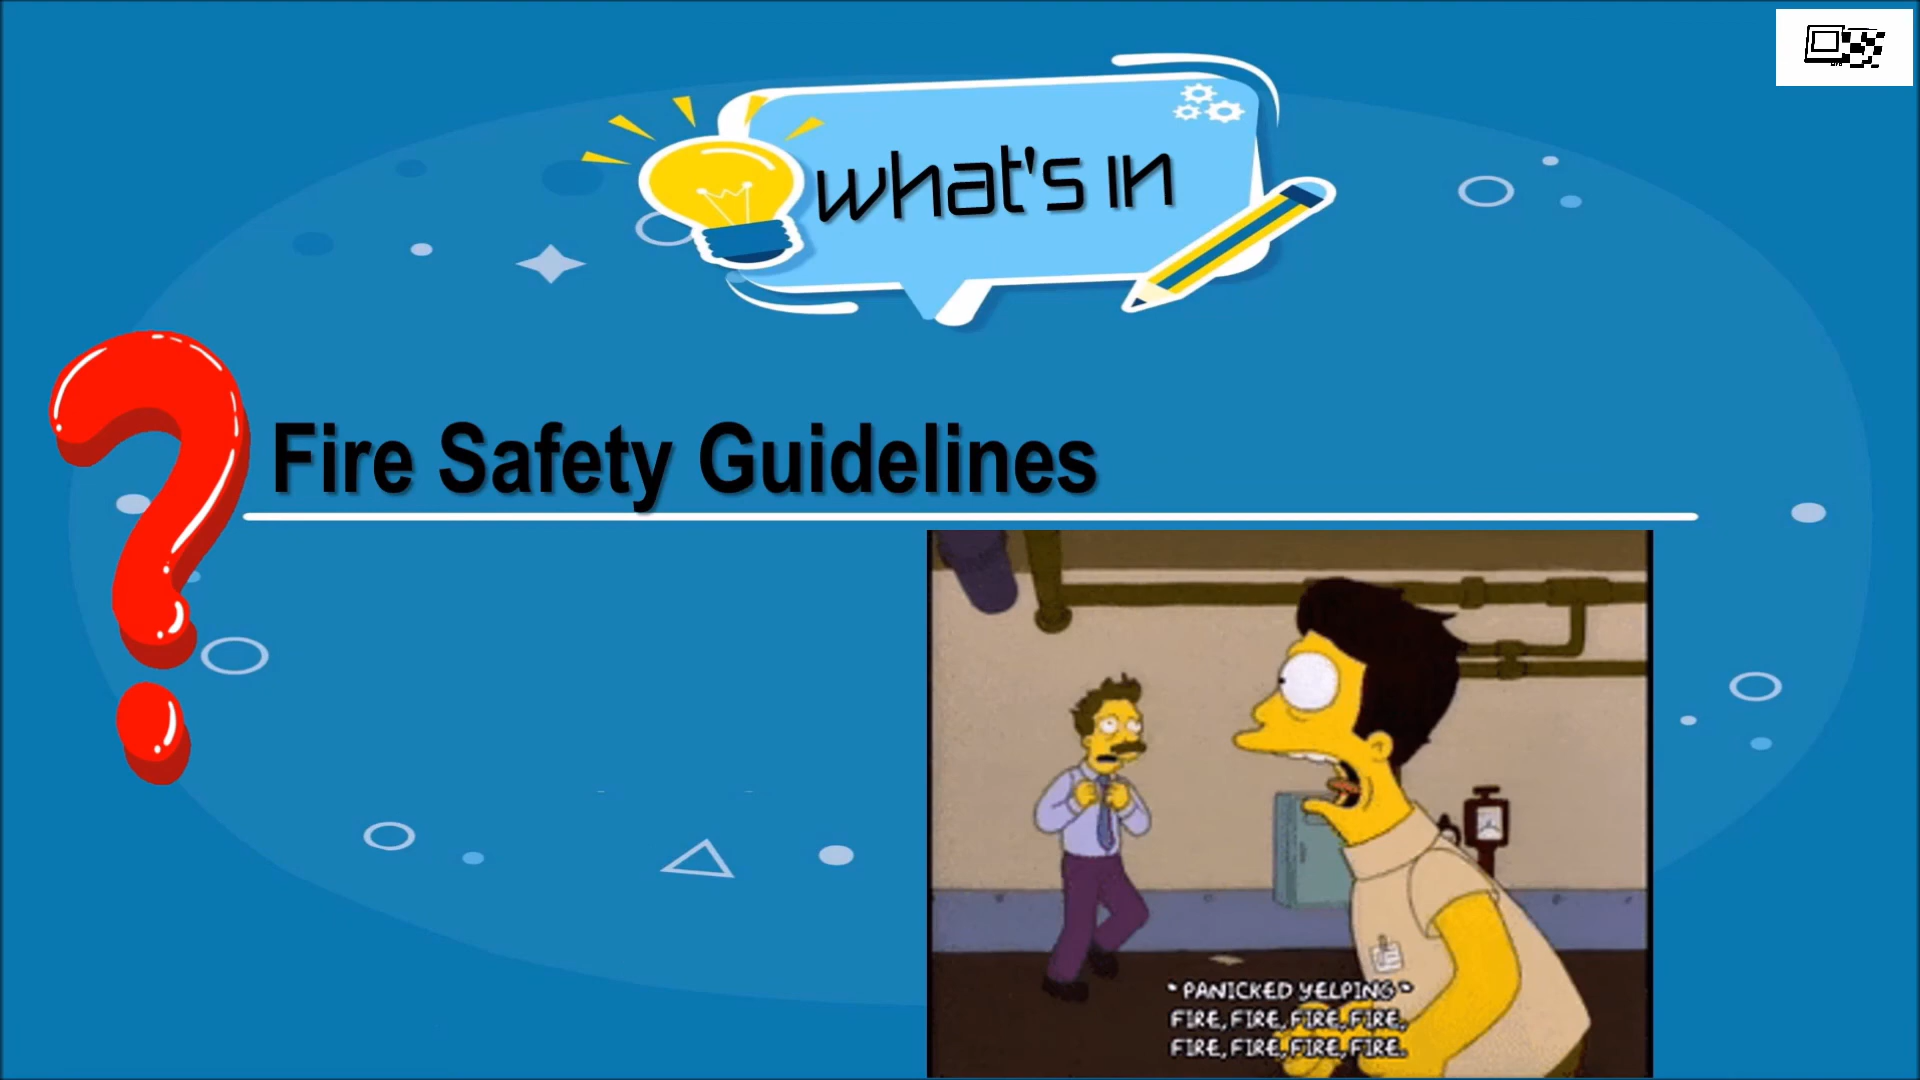 what's in
Fire Safety Guidelines
* PANICKED YELPING *
FIRE, FIRE, FIRE, FIRE,
FIRE, FIRE, FIRE, FIRE.